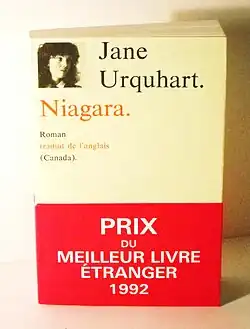 Jane
Urquhart.
Niagara.
Roman
traduit de l'anglais
(Canada).
PRIX
DU
MEILLEUR LIVRE
ÉTRANGER
1992